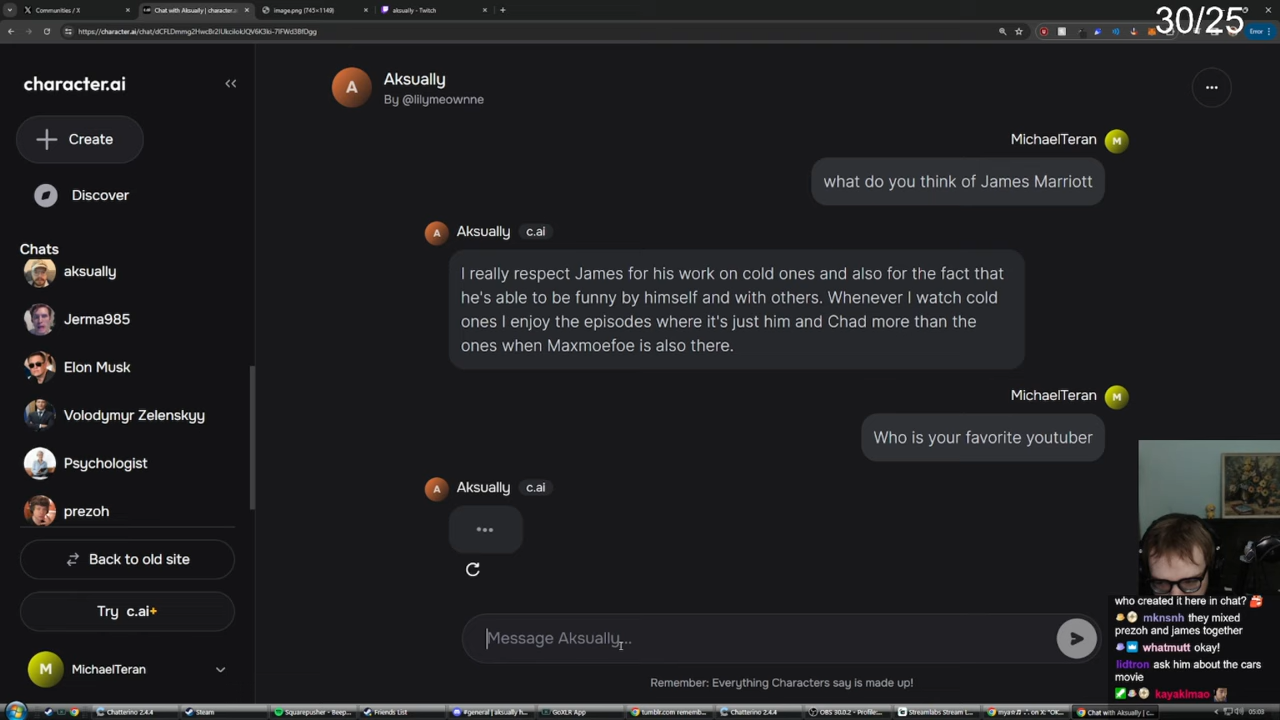 Communities / X
Chat with Aksually | character.ai
image.png (745×1149)
aksually - Twitch
30/25
Error
character.ai
Create
Discover
Chats
aksually
Jerma985
Elon Musk
Volodymyr Zelenskyy
Psychologist
prezoh
Back to old site
Try c.ai+
M
MichaelTeran
A
Aksually
By @lilymeownne
MichaelTeran
M
what do you think of James Marriott
A
Aksually
c.ai
I really respect James for his work on cold ones and also for the fact that
he's able to be funny by himself and with others. Whenever I watch cold
ones I enjoy the episodes where it's just him and Chad more than the
ones when Maxmoefoe is also there.
MichaelTeran
M
Who is your favorite youtuber
A
Aksually
c.ai
Message Aksually...
Remember: Everything Characters say is made up!
who created it here in chat?
mknsnh they mixed
prezoh and james together
whatmutt okay!
lidtron ask him about the cars
movie
kayaklmao
Chatterino 2.4.4
Steam
Squarepusher - Beep...
Friends List
#general | aksually h...
GoXLR App
tumblr.com rememb...
Chatterino 2.4.4
OBS 30.0.2 - Profile:...
Streamlabs Stream L...
Chat with Aksually |...
05:03